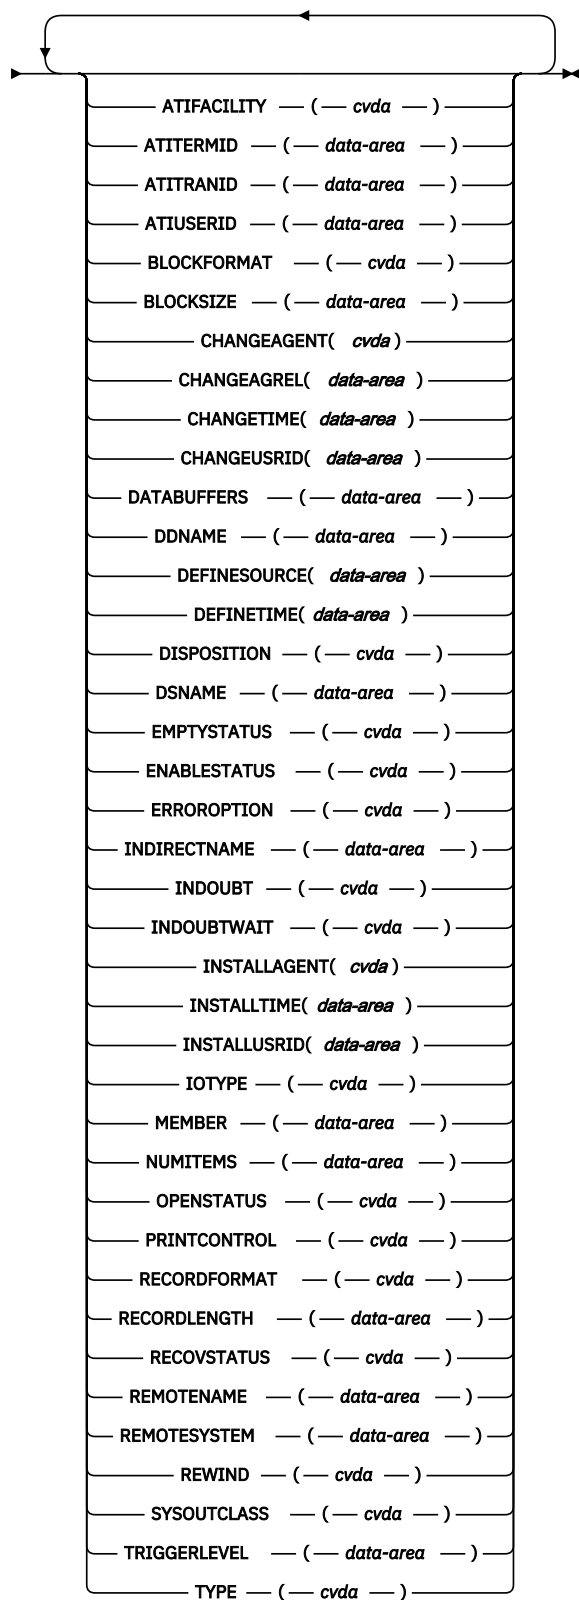 ATIFACILITY ( cvda )
ATITERMID ( data-area )
ATITRANID ( data-area )
ATIUSERID ( data-area )
BLOCKFORMAT ( cvda )
BLOCKSIZE ( data-area )
CHANGEAGENT( cvda )
CHANGEAGREL( data-area )
CHANGETIME( data-area )
CHANGEUSRID( data-area )
DATABUFFERS ( data-area )
DDNAME ( data-area )
DEFINESOURCE( data-area )
DEFINETIME( data-area )
DISPOSITION ( cvda )
DSNAME ( data-area )
EMPTYSTATUS ( cvda )
ENABLESTATUS ( cvda )
ERROROPTION ( cvda )
INDIRECTNAME ( data-area )
INDOUBT ( cvda )
INDOUBTWAIT ( cvda )
INSTALLAGENT( cvda )
INSTALLTIME( data-area )
INSTALLUSRID( data-area )
IOTYPE ( cvda )
MEMBER ( data-area )
NUMITEMS ( data-area )
OPENSTATUS ( cvda )
PRINTCONTROL ( cvda )
RECORDFORMAT ( cvda )
RECORDLENGTH ( data-area )
RECOVSTATUS ( cvda )
REMOTENAME ( data-area )
REMOTESYSTEM ( data-area )
REWIND ( cvda )
SYSOUTCLASS ( cvda )
TRIGGERLEVEL ( data-area )
TYPE ( cvda )